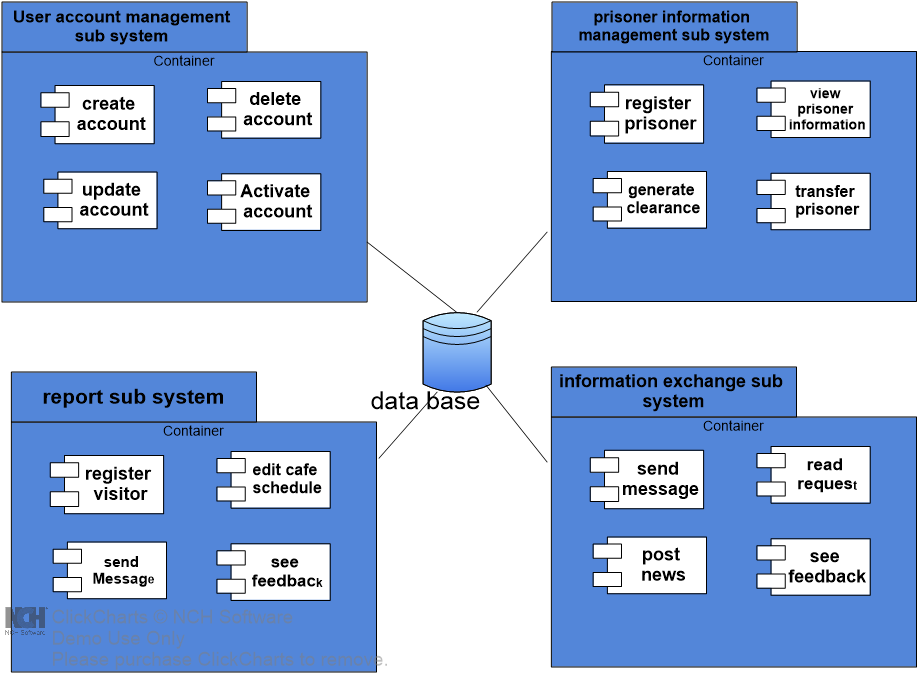 User account management
sub system
Container
create
account
delete
account
update
account
Activate
account
prisoner information
management sub system
Container
register
prisoner
view
prisoner
information
generate
clearance
transfer
prisoner
data base
report sub system
Container
register
visitor
edit cafe
schedule
send
Message
see
feedback
information exchange sub
system
Container
send
message
read
request
post
news
see
feedback
NCH
NCH Software
ClickCharts © NCH Software
Demo Use Only
Please purchase ClickCharts to remove.